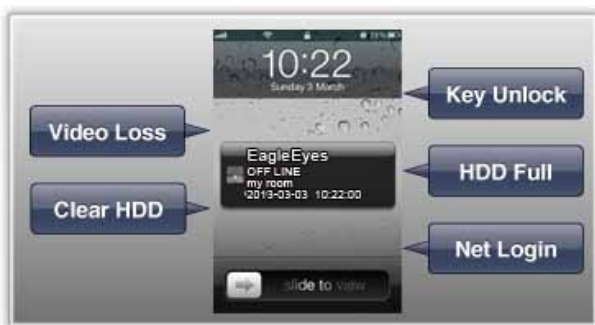 10:22
Sunday 3 March
Video Loss
Clear HDD
EagleEyes
OFF LINE
my room
2013-03-03 10:22:00
slide to view
Key Unlock
HDD Full
Net Login